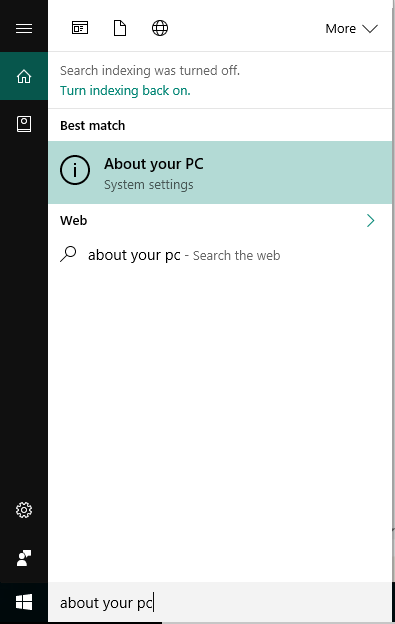 More
Search indexing was turned off.
Turn indexing back on.
Best match
About your PC
System settings
Web
about your pc - Search the web
about your pc